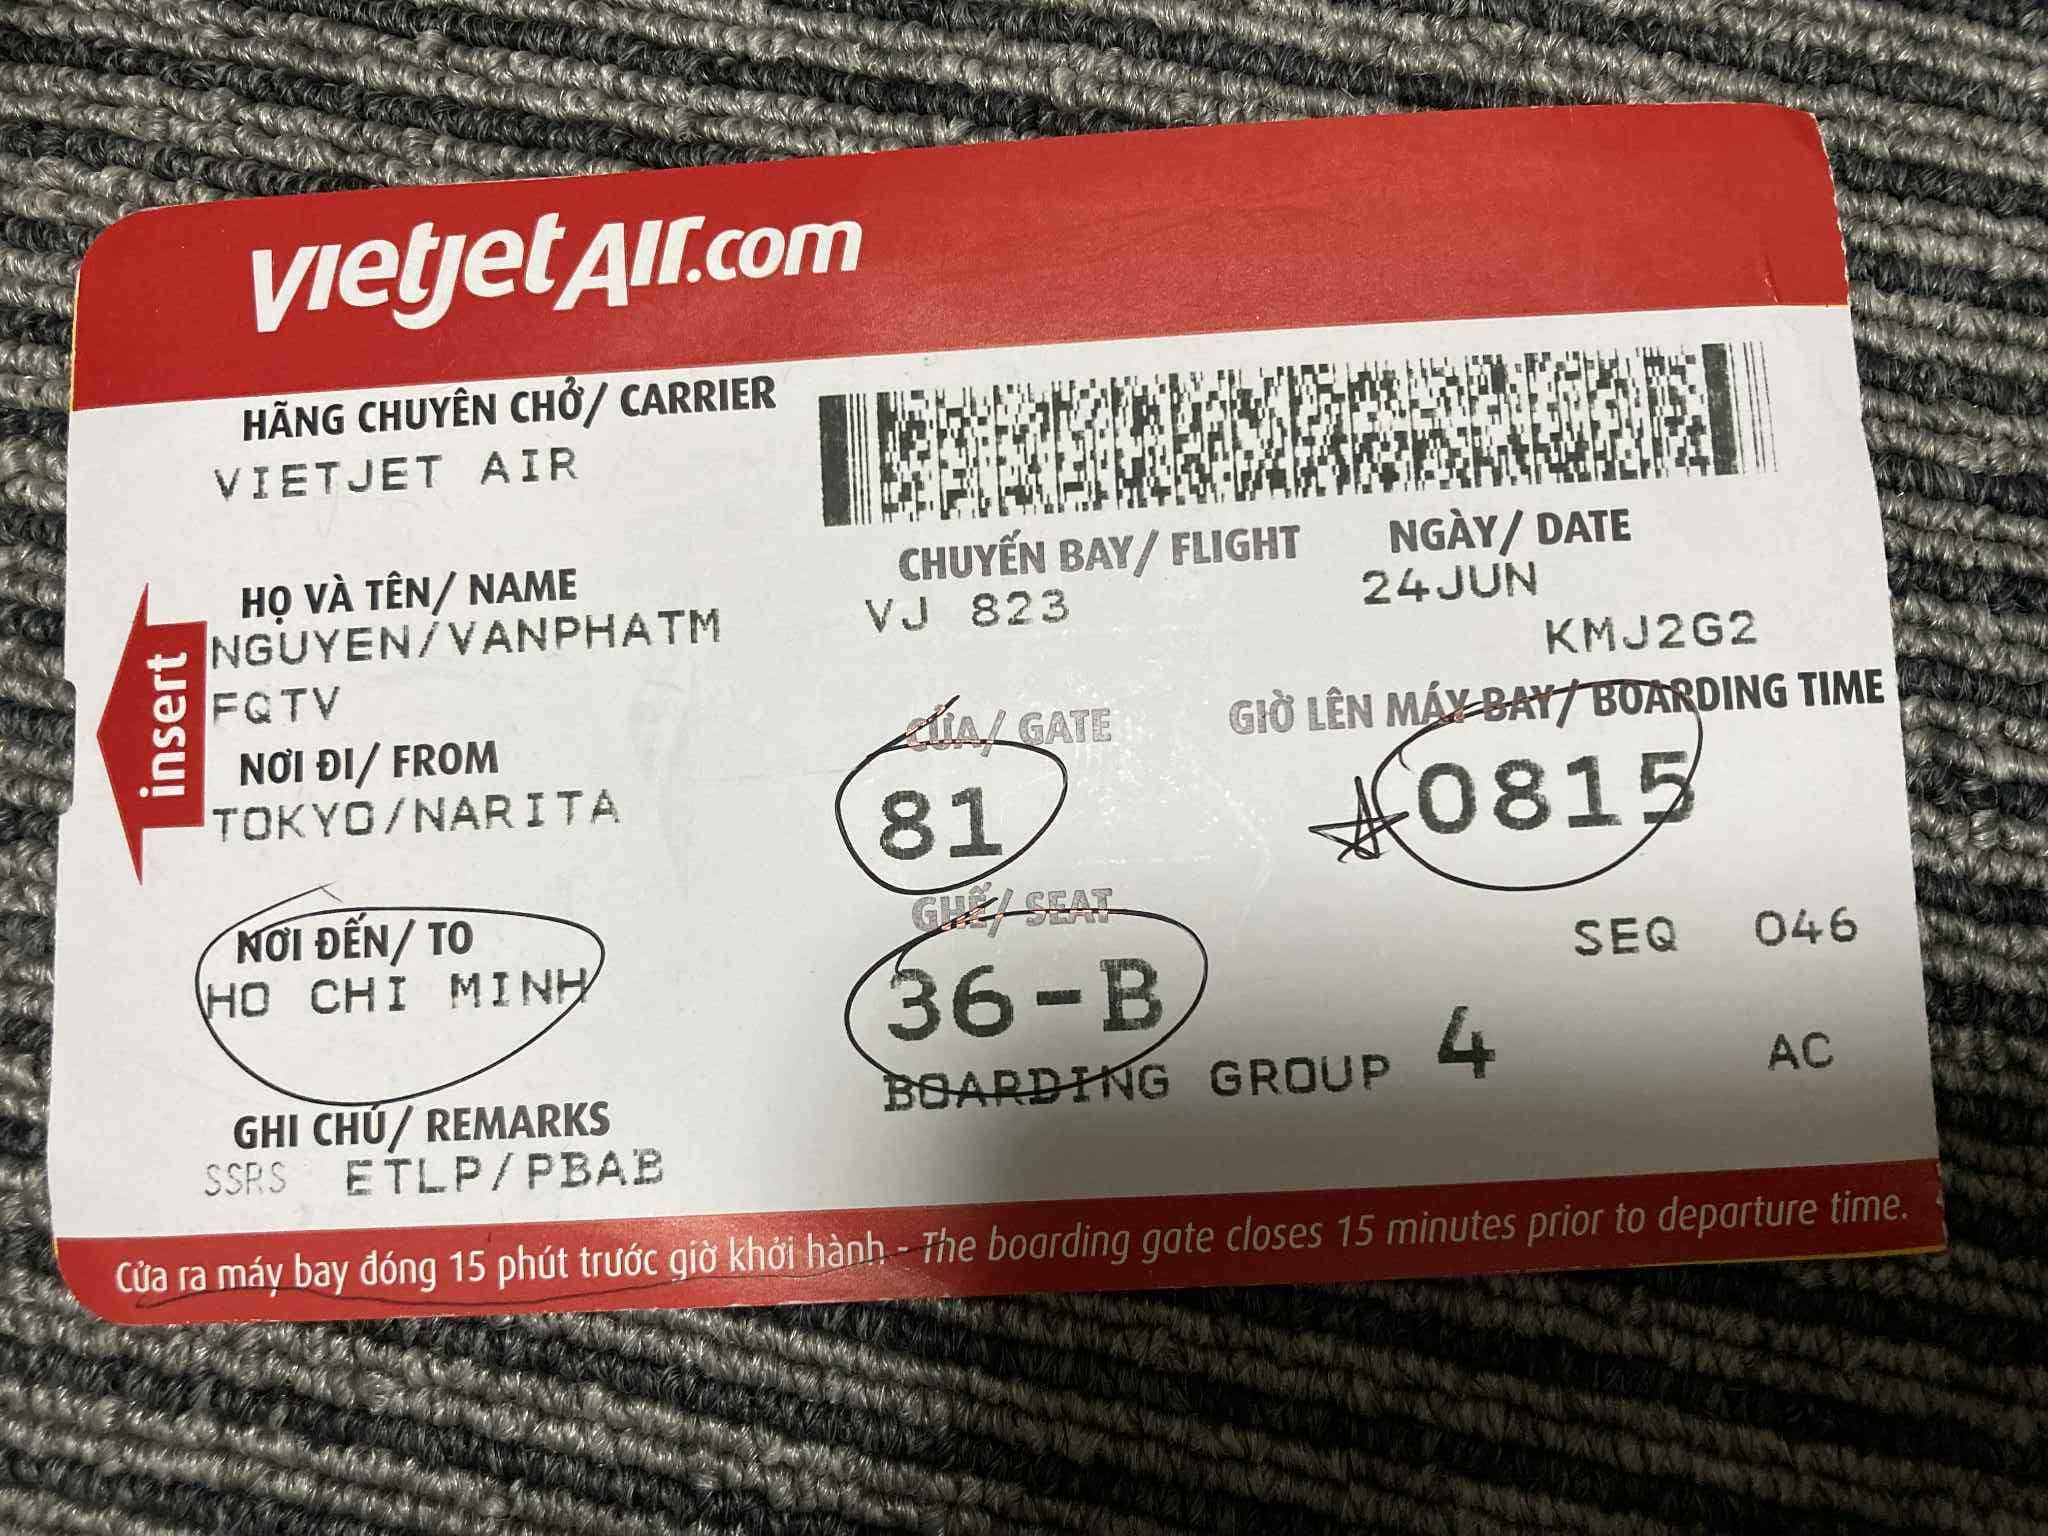 VietjetAir.com
HÃNG CHUYÊN CHỞ/ CARRIER
VIETJET AIR
CHUYẾN BAY/ FLIGHT NGÀY/ DATE
VJ 823 24JUN
HỌ VÀ TÊN/ NAME
NGUYEN/VANPHATM
KMJ2G2
FQTV
CỬA/ GATE GIỜ LÊN MÁY BAY/ BOARDING TIME
insert
NƠI ĐI/ FROM
TOKYO/NARITA
81 0815
GHẾ/ SEAT
NƠI ĐẾN/ TO
HO CHI MINH
36-B
SEQ 046
BOARDING GROUP 4
AC
GHI CHÚ/ REMARKS
SSRS ETLP/PBAB
Cửa ra máy bay đóng 15 phút trước giờ khởi hành. - The boarding gate closes 15 minutes prior to departure time.